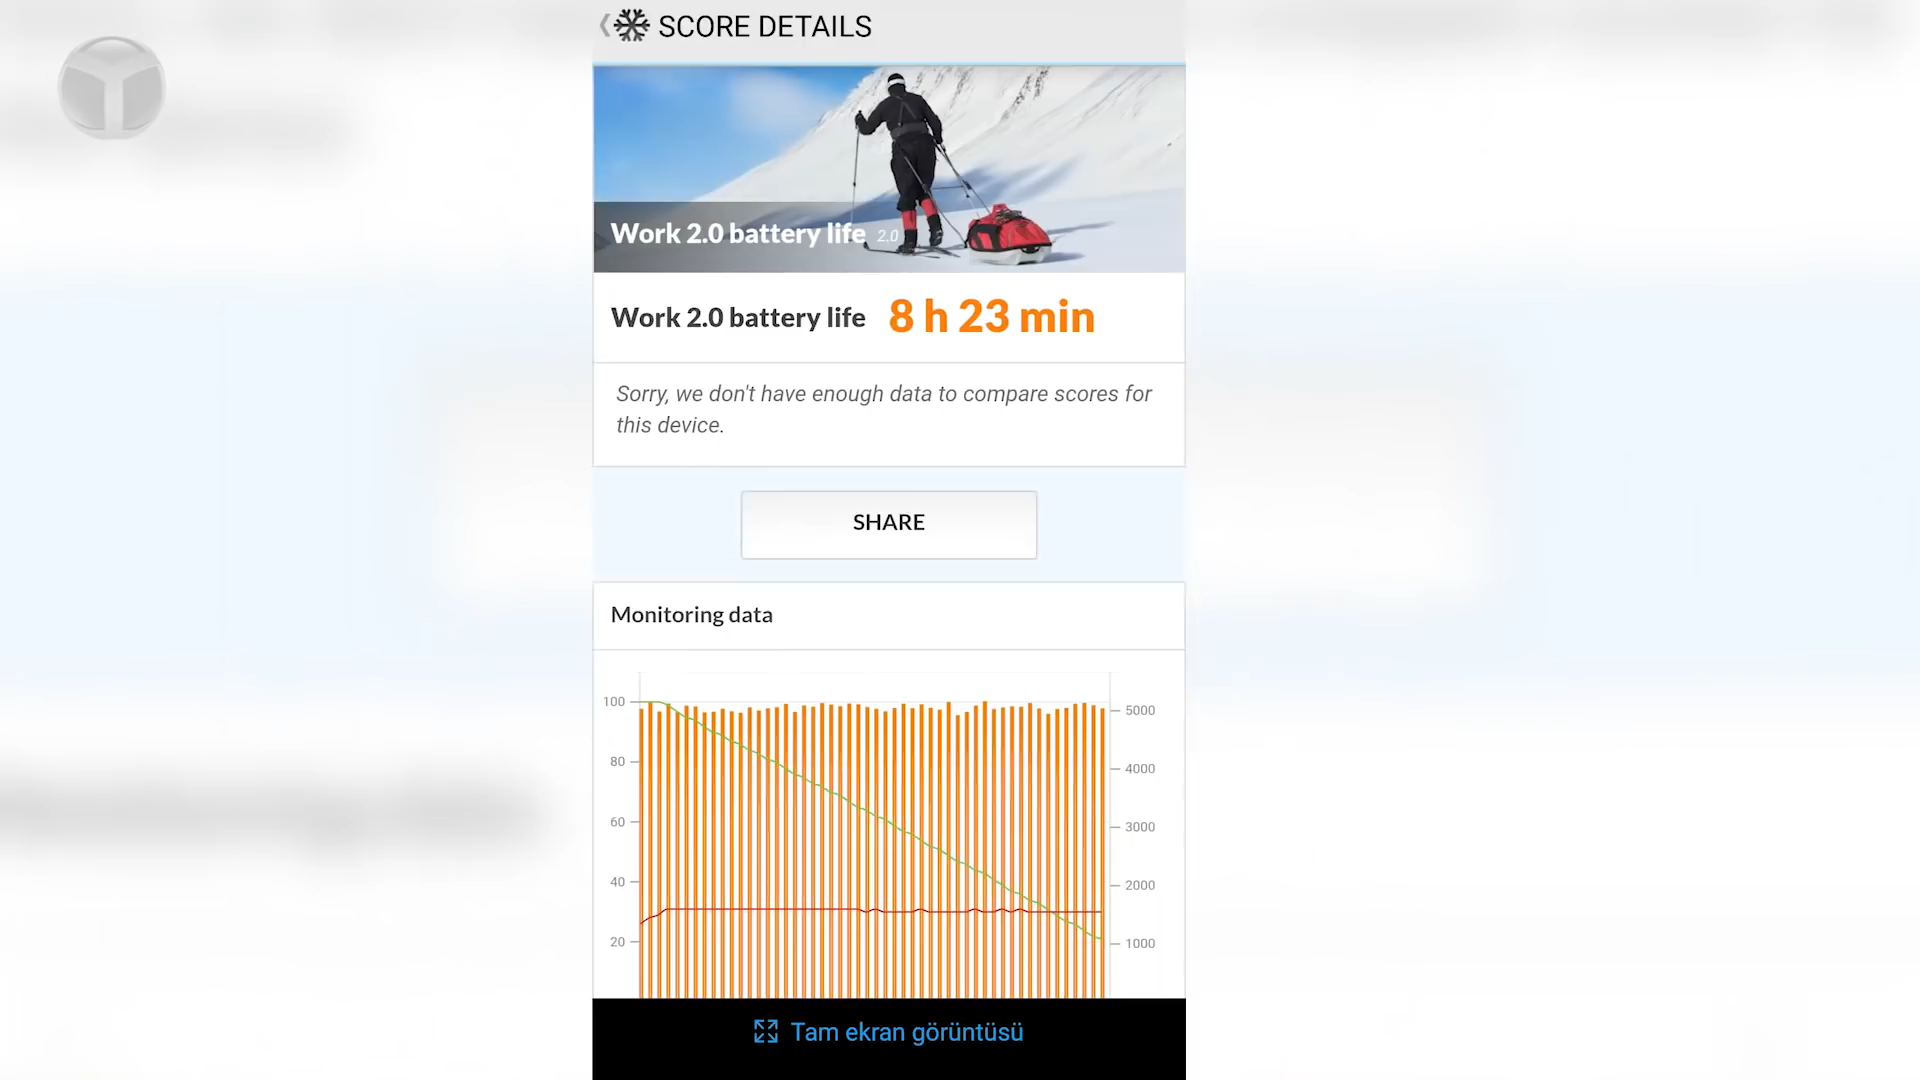 SCORE DETAILS
Work 2.0 battery life 2.0
Work 2.0 battery life 8 h 23 min
Sorry, we don't have enough data to compare scores for
this device.
SHARE
Monitoring data
100
80
60
40
20
5000
4000
3000
2000
1000
Tam ekran görüntüsü